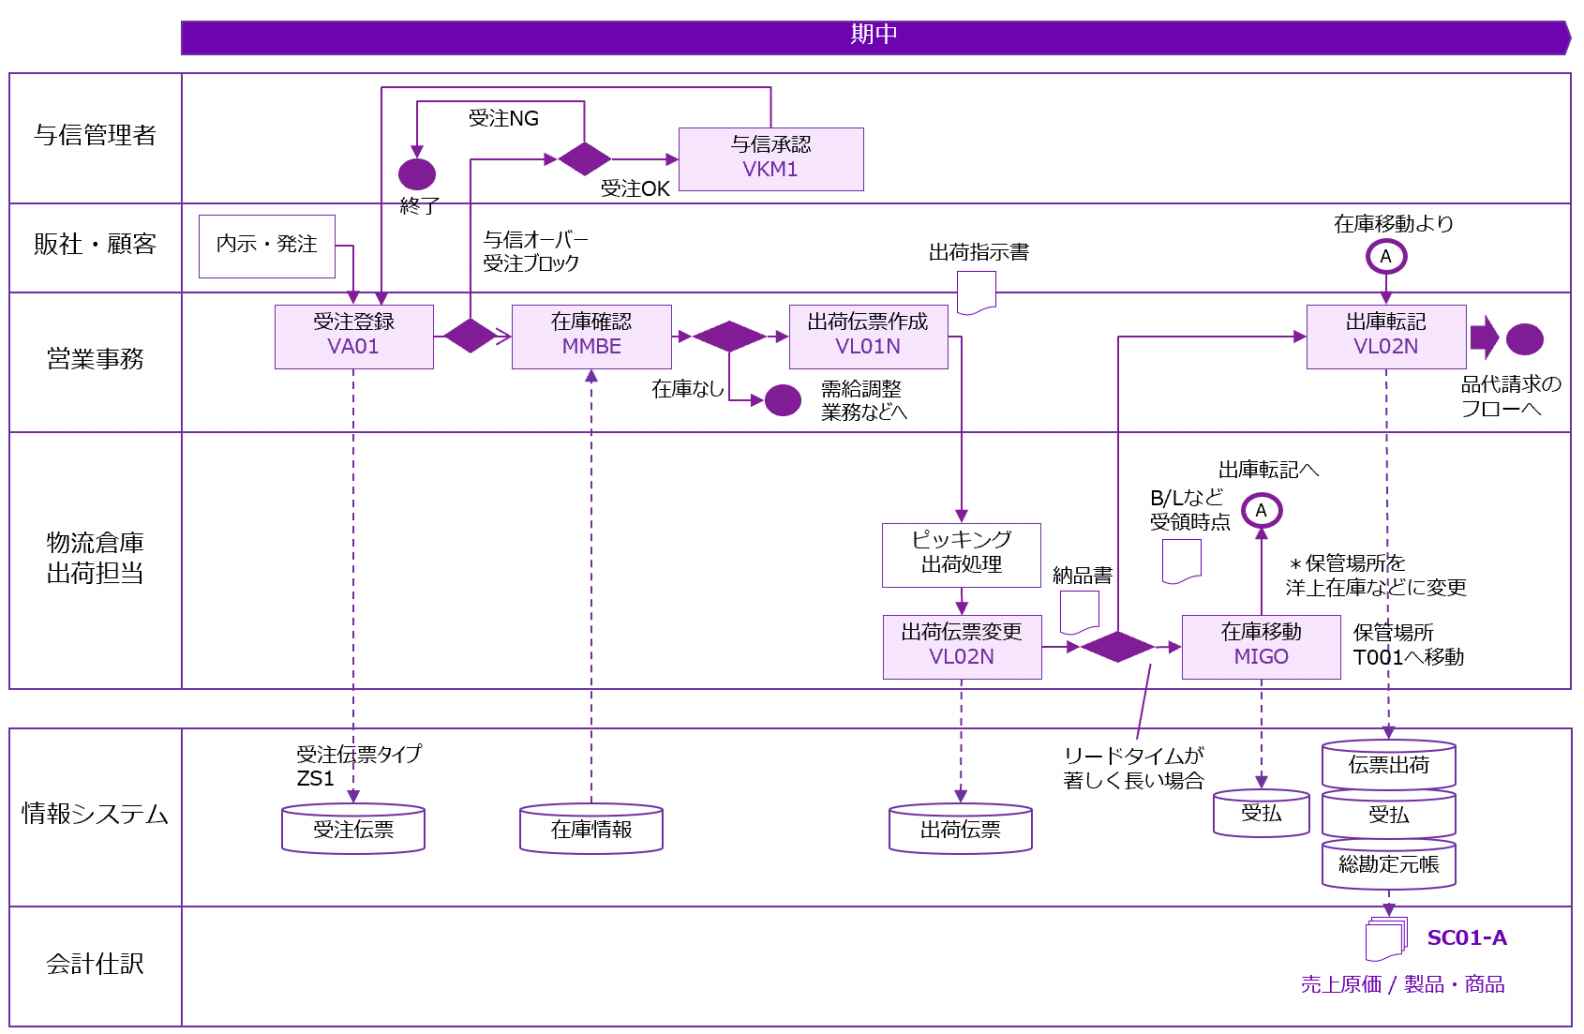 期中
与信管理者
受注NG
与信承認
VKM1
受注OK
終了
販社・顧客
内示・発注
与信オーバー
受注ブロック
出荷指示書
在庫移動より
A
営業事務
受注登録
VA01
在庫確認
MMBE
出荷伝票作成
VL01N
出庫転記
VL02N
在庫なし
需給調整
業務などへ
品代請求の
フローへ
物流倉庫
出荷担当
出庫転記へ
B/Lなど
受領時点
A
ピッキング
出荷処理
納品書
＊保管場所を
洋上在庫などに変更
出荷伝票変更
VL02N
在庫移動
MIGO
保管場所
T001へ移動
情報システム
受注伝票タイプ
ZS1
リードタイムが
著しく長い場合
受注伝票
在庫情報
出荷伝票
受払
伝票出荷
受払
総勘定元帳
会計仕訳
SC01-A
売上原価 / 製品・商品